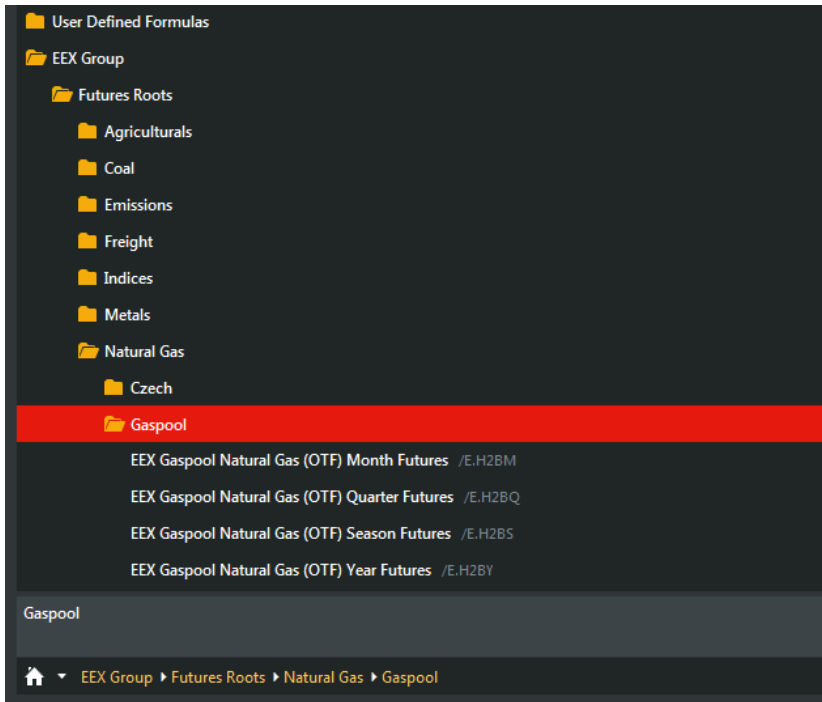 User Defined Formulas
EEX Group
Futures Roots
Agriculturals
Coal
Emissions
Freight
Indices
Metals
Natural Gas
Czech
Gaspool
EEX Gaspool Natural Gas (OTF) Month Futures /E.H2BM
EEX Gaspool Natural Gas (OTF) Quarter Futures /E.H2BQ
EEX Gaspool Natural Gas (OTF) Season Futures /E.H2BS
EEX Gaspool Natural Gas (OTF) Year Futures /E.H2BY
Gaspool
EEX Group Futures Roots Natural Gas Gaspool